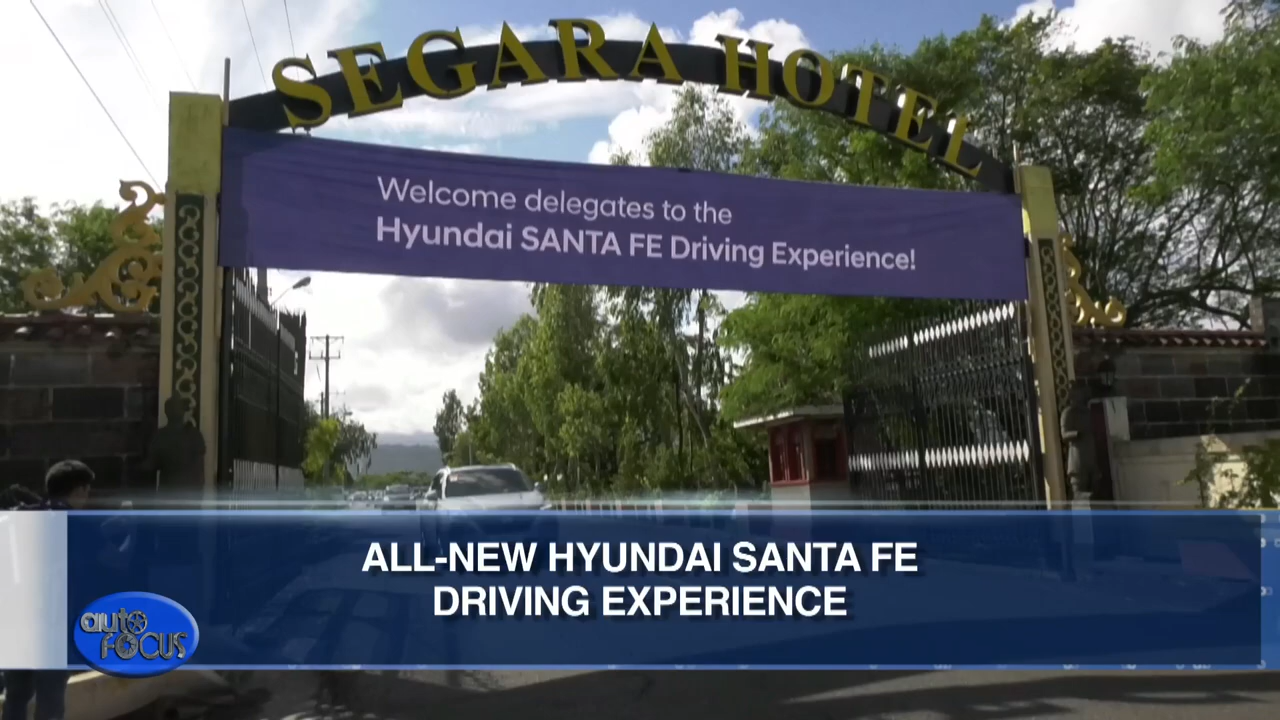 SEGARA HOTEL
Welcome delegates to the
Hyundai SANTA FE Driving Experience!
ALL-NEW HYUNDAI SANTA FE
DRIVING EXPERIENCE
auto
FOCUS